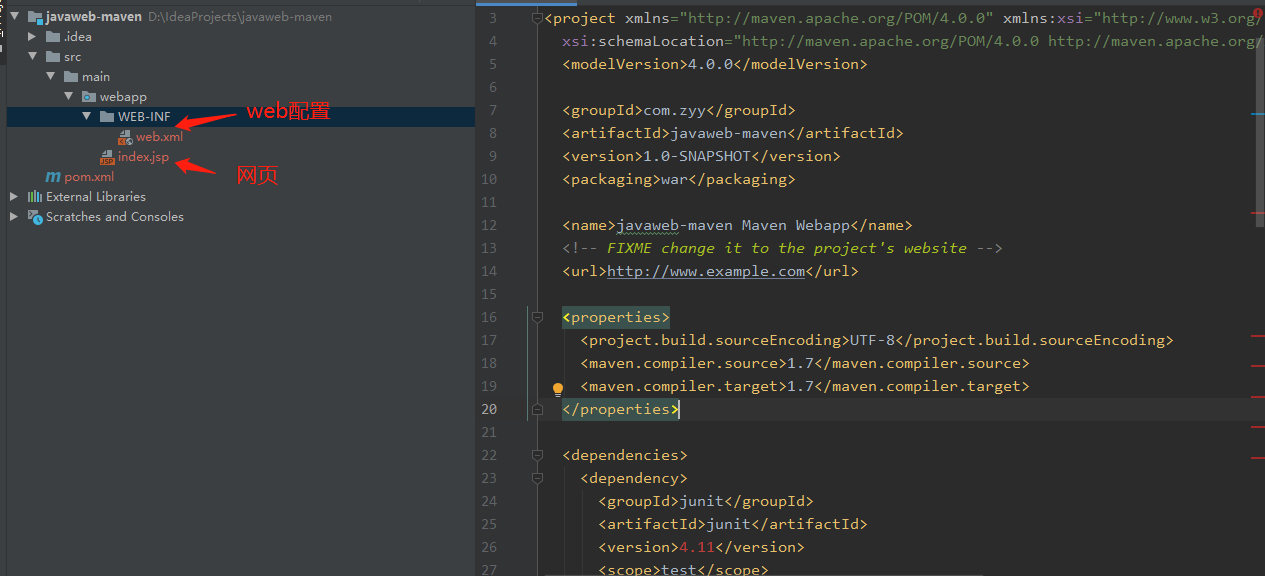 javaweb-maven D:\IdeaProjects\javaweb-maven
.idea
src
main
webapp
WEB-INF
web配置
web.xml
index.jsp
网页
pom.xml
External Libraries
Scratches and Consoles
3 <project xmlns="http://maven.apache.org/POM/4.0.0" xmlns:xsi="http://www.w3.org/
4 xsi:schemaLocation="http://maven.apache.org/POM/4.0.0 http://maven.apache.org/
5 <modelVersion>4.0.0</modelVersion>
6
7 <groupId>com.zyy</groupId>
8 <artifactId>javaweb-maven</artifactId>
9 <version>1.0-SNAPSHOT</version>
10 <packaging>war</packaging>
11
12 <name>javaweb-maven Maven Webapp</name>
13 <!-- FIXME change it to the project's website -->
14 <url>http://www.example.com</url>
15
16 <properties>
17 <project.build.sourceEncoding>UTF-8</project.build.sourceEncoding>
18 <maven.compiler.source>1.7</maven.compiler.source>
19 <maven.compiler.target>1.7</maven.compiler.target>
20 </properties>
21
22 <dependencies>
23 <dependency>
24 <groupId>junit</groupId>
25 <artifactId>junit</artifactId>
26 <version>4.11</version>
27 <scope>test</scope>